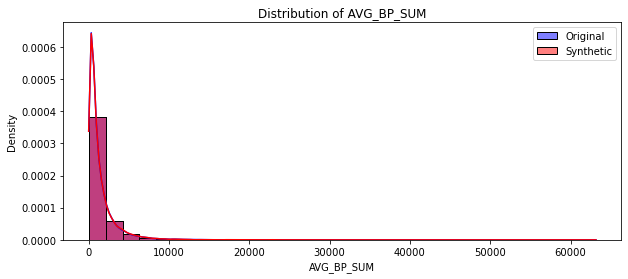 Distribution of AVG_BP_SUM
Original
Synthetic
Density
0.0006
0.0005
0.0004
0.0003
0.0002
0.0001
0.0000
0 10000 20000 30000 40000 50000 60000
AVG_BP_SUM